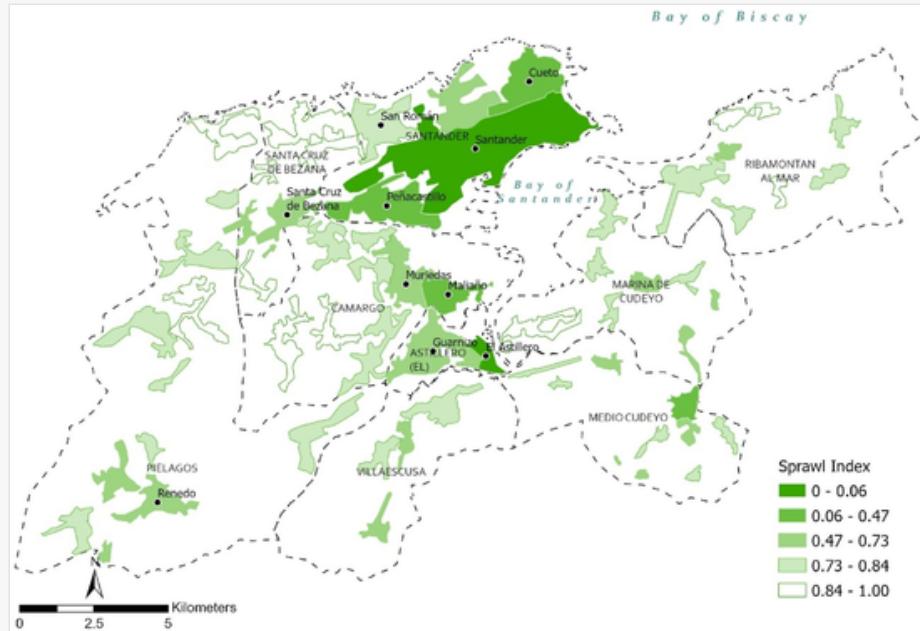 Bay of Biscay
Cueto
San Román
SANTANDER
Santander
SANTA CRUZ
DE BEZANA
RIBAMONTAN
AL MAR
Santa Cruz
de Bezana
Peñacastillo
Bay of
Santander
Muriedas
Maliaño
MARINA DE
CUDEYO
CAMARGO
Guarnizo
El Astillero
ASTILLERO
(EL)
MEDIO CUDEYO
PIELAGOS
VILLAESCUSA
Renedo
Sprawl Index
0 - 0.06
0.06 - 0.47
0.47 - 0.73
0.73 - 0.84
0.84 - 1.00
N
Kilometers
0 2.5 5